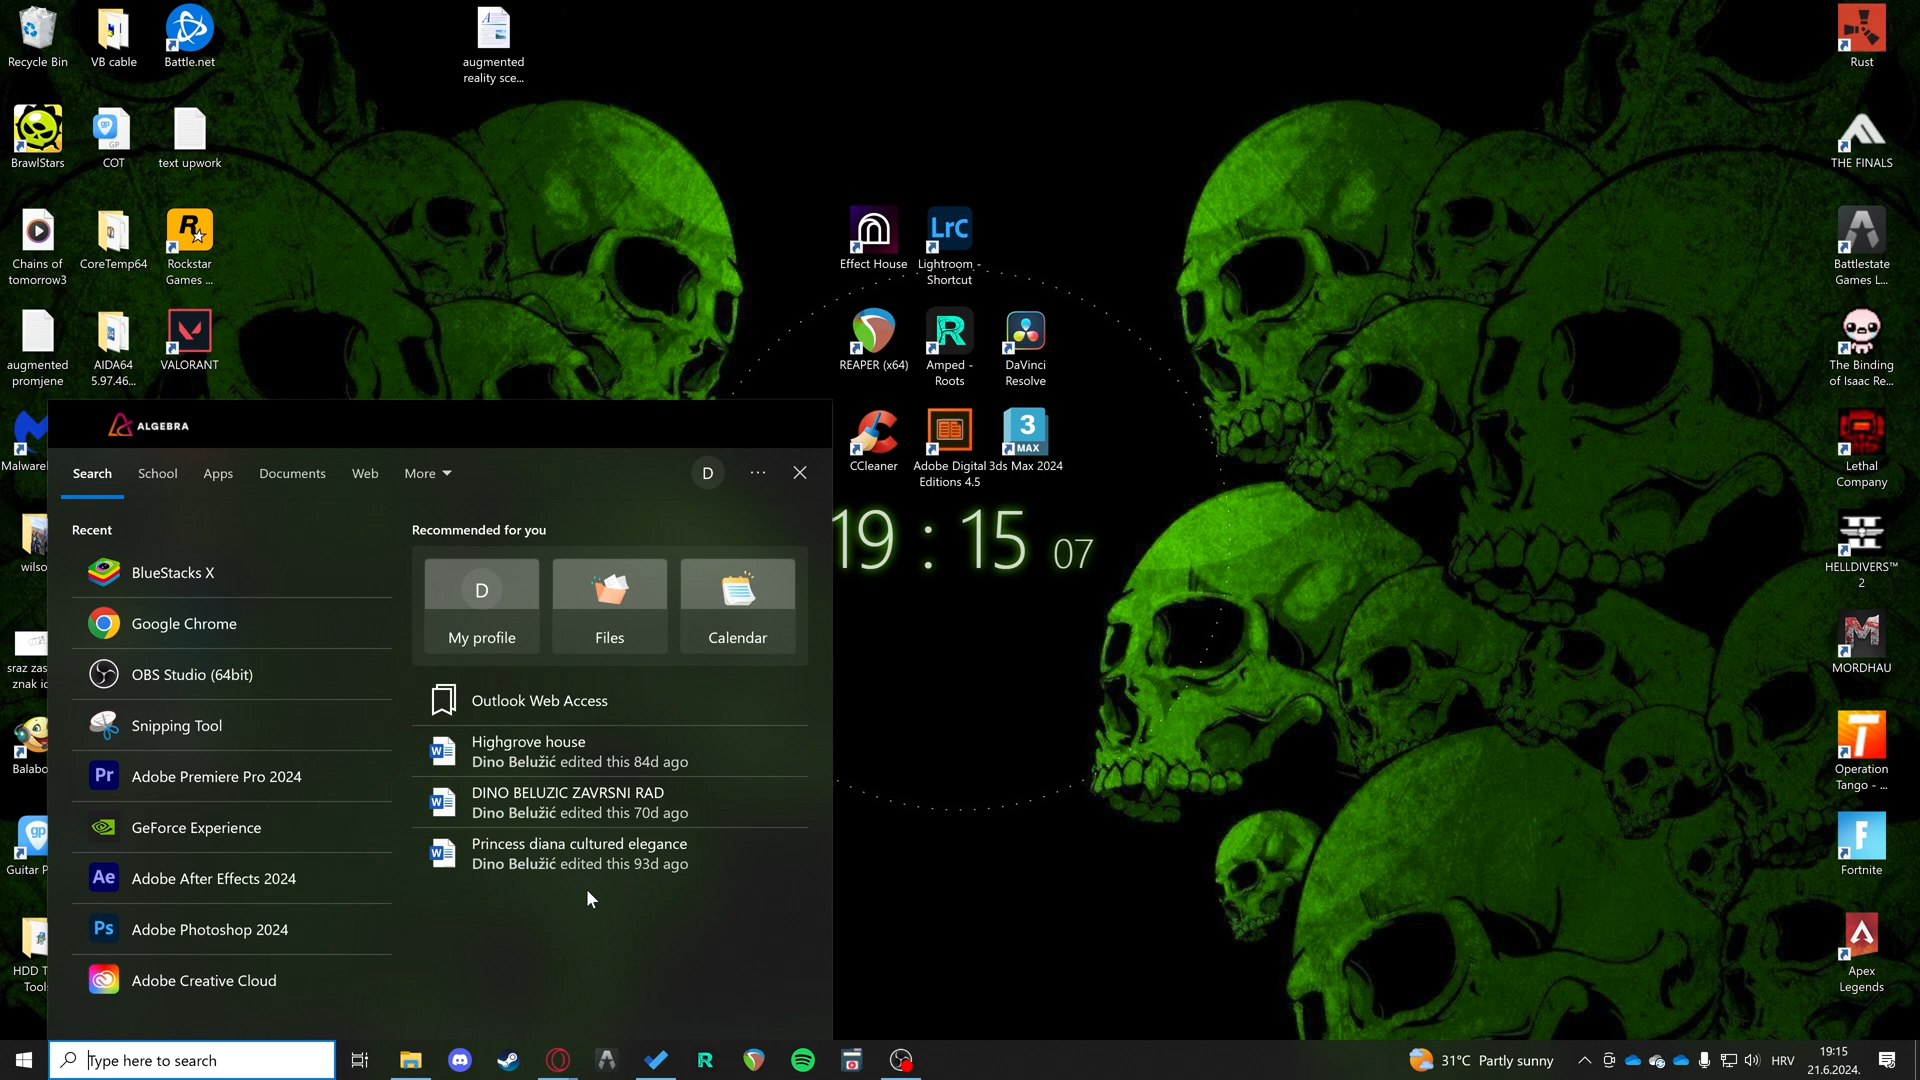 Recycle Bin
VB cable
Battle.net
augmented
reality sce...
Rust
BrawlStars
GP
COT
text upwork
THE FINALS
Chains of
tomorrow3
CoreTemp64
Rockstar
Games ...
Effect House
LrC
Lightroom -
Shortcut
Battlestate
Games L...
augmented
promjene
AIDA64
5.97.46...
VALORANT
REAPER (x64)
Amped -
Roots
DaVinci
Resolve
The Binding
of Isaac Re...
CCleaner
Adobe Digital
Editions 4.5
3
MAX
3ds Max 2024
Lethal
Company
ALGEBRA
Search
School
Apps
Documents
Web
More
D
Recent
Recommended for you
19 : 15 07
HELLDIVERS™
2
wilso
BlueStacks X
Google Chrome
OBS Studio (64bit)
Snipping Tool
Pr
Adobe Premiere Pro 2024
GeForce Experience
Ae
Adobe After Effects 2024
Ps
Adobe Photoshop 2024
Adobe Creative Cloud
D
My profile
Files
Calendar
Outlook Web Access
Highgrove house
Dino Belužić edited this 84d ago
DINO BELUZIC ZAVRSNI RAD
Dino Belužić edited this 70d ago
Princess diana cultured elegance
Dino Belužić edited this 93d ago
MORDHAU
Operation
Tango - ...
Fortnite
Apex
Legends
Malwarel
sraz zas
znak ic
Balabo
Guitar P
HDD T
Tool
Type here to search
31°C Partly sunny
HRV
19:15
21.6.2024.